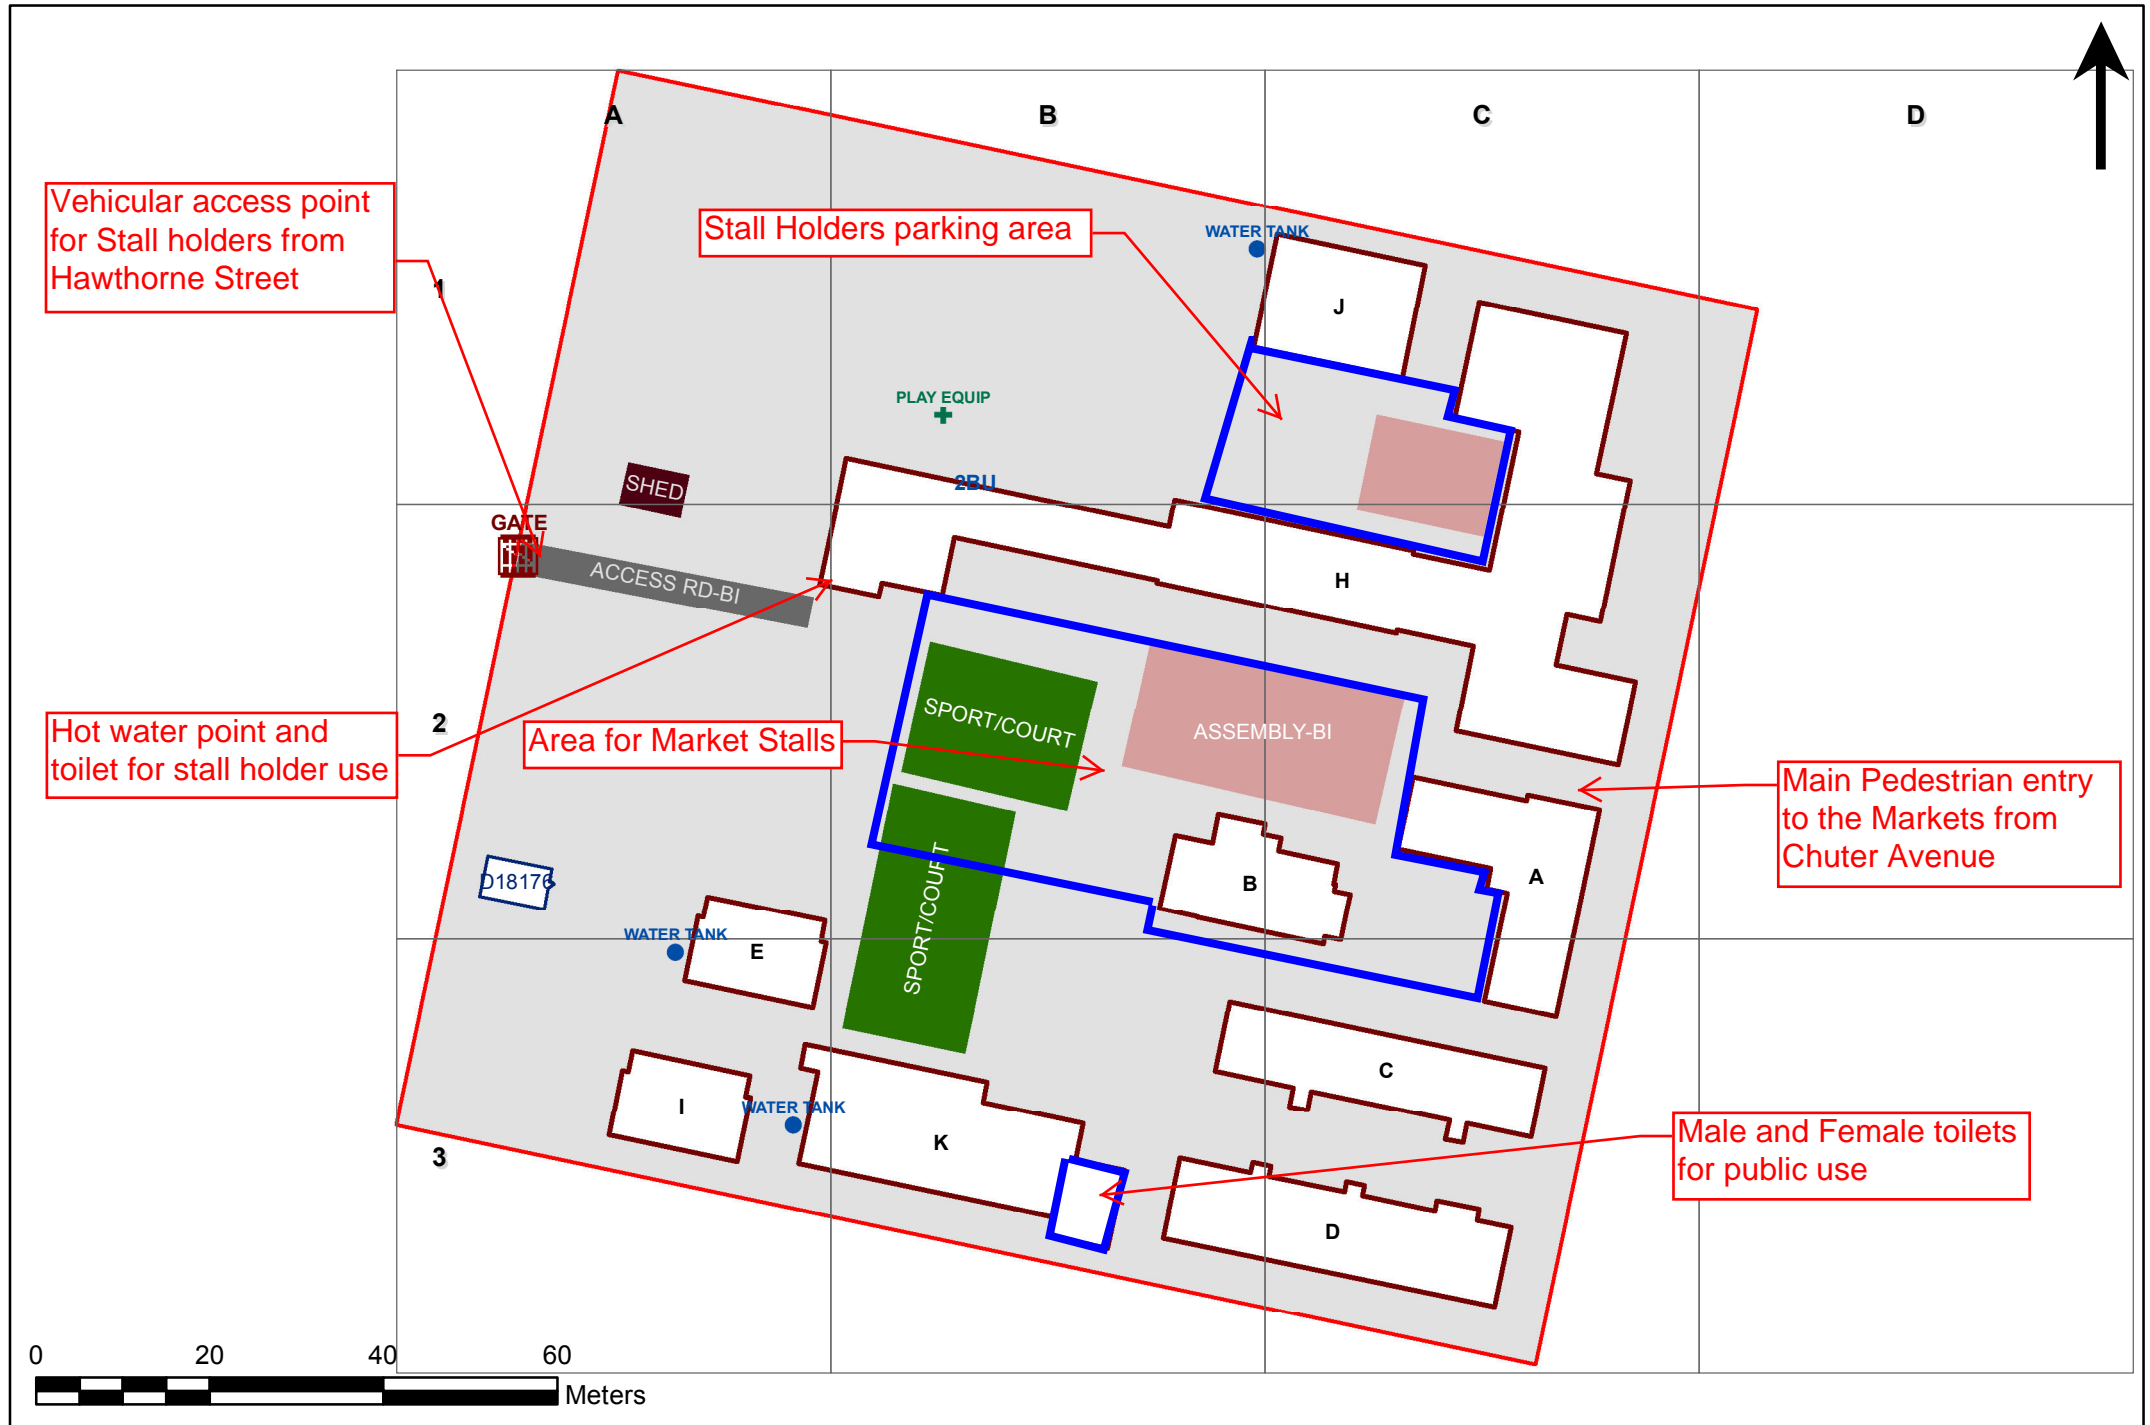 A
B
C
D
Vehicular access point
for Stall holders from
Hawthorne Street
Stall Holders parking area
WATER TANK
1
J
PLAY EQUIP
2BU
SHED
GATE
ACCESS RD-BI
H
Hot water point and
toilet for stall holder use
2
Area for Market Stalls
SPORT/COURT
ASSEMBLY-BI
Main Pedestrian entry
to the Markets from
Chuter Avenue
SPORT/COURT
D18176
B
A
WATER TANK
E
C
I
WATER TANK
K
3
Male and Female toilets
for public use
D
0 20 40 60
Meters